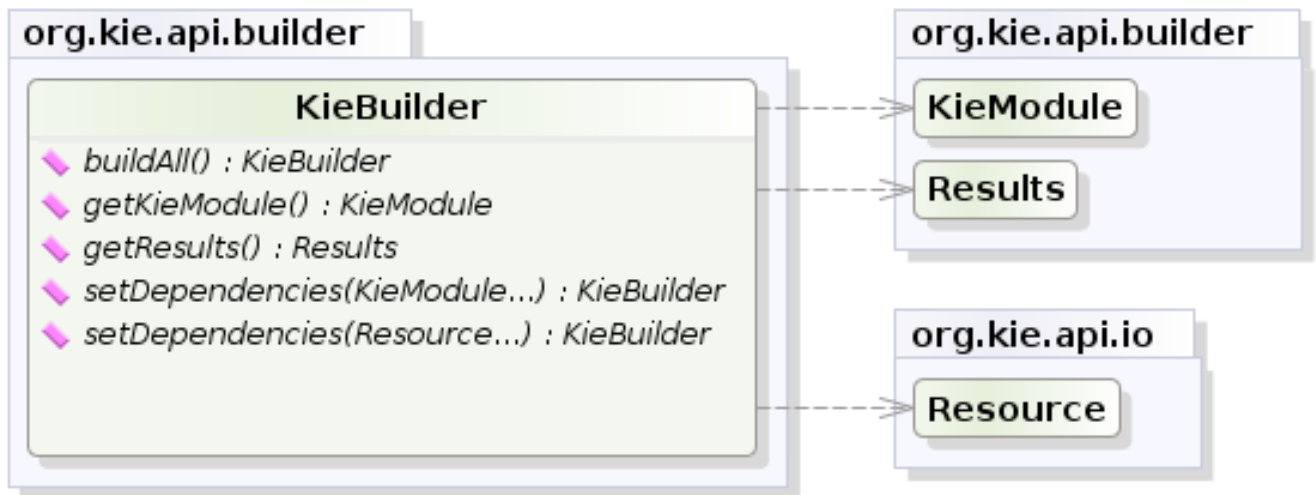 org.kie.api.builder
KieBuilder
buildAll() : KieBuilder
getKieModule() : KieModule
getResults() : Results
setDependencies(KieModule...) : KieBuilder
setDependencies(Resource...) : KieBuilder
org.kie.api.builder
KieModule
Results
org.kie.api.io
Resource